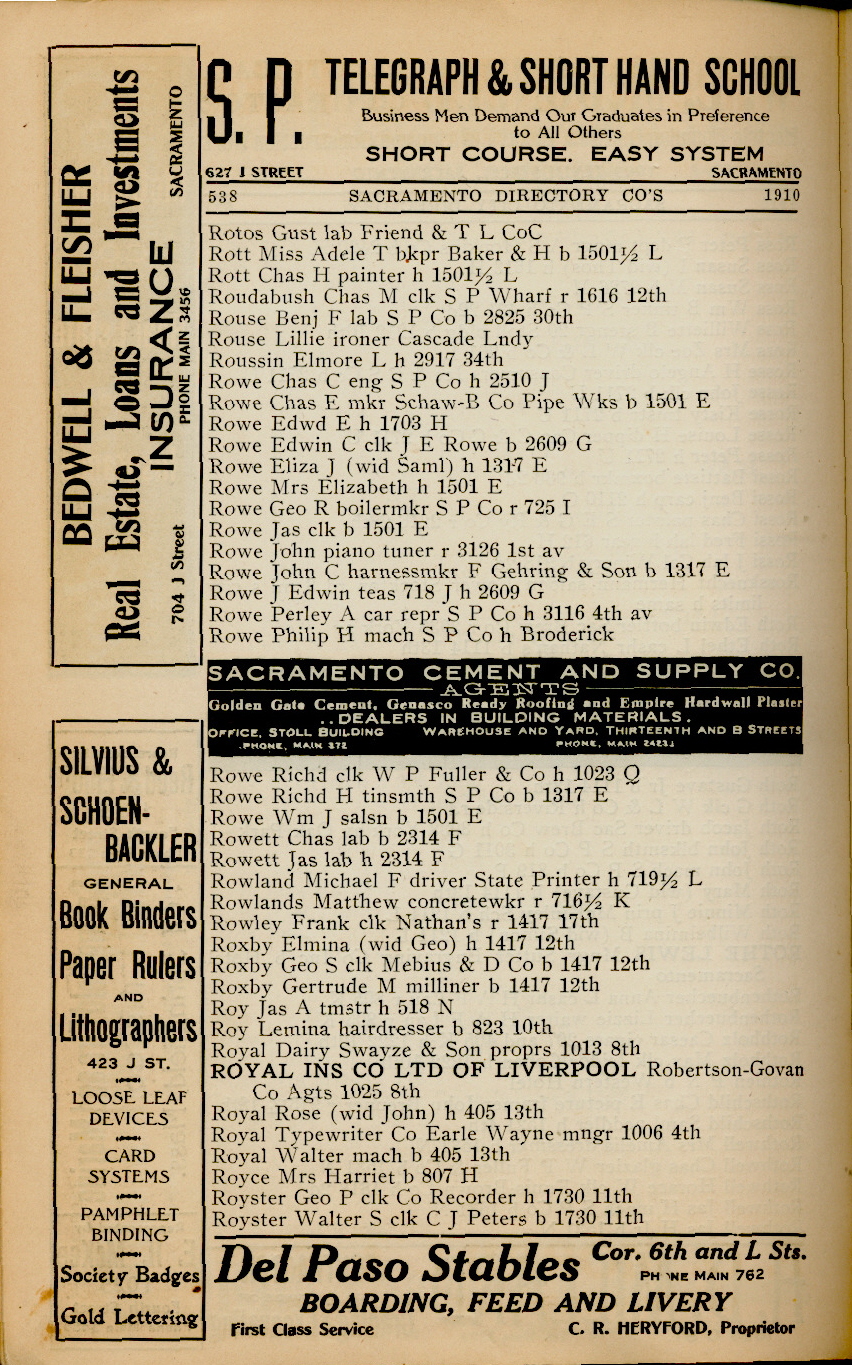 S. P.
TELEGRAPH & SHORT HAND SCHOOL
Business Men Demand Our Graduates in Preference
to All Others
SHORT COURSE. EASY SYSTEM
627 J STREET SACRAMENTO
538 SACRAMENTO DIRECTORY CO'S 1910
BEDWELL & FLEISHER
Real Estate, Loans and Investments
INSURANCE
704 J Street PHONE MAIN 3456 SACRAMENTO
Rotos Gust lab Friend & T L CoC
Rott Miss Adele T bkpr Baker & H b 1501½ L
Rott Chas H painter h 1501½ L
Roudabush Chas M clk S P Wharf r 1616 12th
Rouse Benj F lab S P Co b 2825 30th
Rouse Lillie ironer Cascade Lndy
Roussin Elmore L h 2917 34th
Rowe Chas C eng S P Co h 2510 J
Rowe Chas E mkr Schaw-B Co Pipe Wks b 1501 E
Rowe Edwd E h 1703 H
Rowe Edwin C clk J E Rowe b 2609 G
Rowe Eliza J (wid Saml) h 1317 E
Rowe Mrs Elizabeth h 1501 E
Rowe Geo R boilermkr S P Co r 725 I
Rowe Jas clk b 1501 E
Rowe John piano tuner r 3126 1st av
Rowe John C harnessmkr F Gehring & Son b 1317 E
Rowe J Edwin teas 718 J h 2609 G
Rowe Perley A car repr S P Co h 3116 4th av
Rowe Philip H mach S P Co h Broderick
SACRAMENTO CEMENT AND SUPPLY CO.
AGENTS
Golden Gate Cement, Genasco Ready Roofing and Empire Hardwall Plaster
..DEALERS IN BUILDING MATERIALS.
OFFICE, STOLL BUILDING WAREHOUSE AND YARD, THIRTEENTH AND B STREETS
PHONE, MAIN 372 PHONE, MAIN 2423J
Rowe Richd clk W P Fuller & Co h 1023 Q
Rowe Richd H tinsmth S P Co b 1317 E
Rowe Wm J salsn b 1501 E
Rowett Chas lab b 2314 F
Rowett Jas lab h 2314 F
Rowland Michael F driver State Printer h 719½ L
Rowlands Matthew concretewkr r 716½ K
Rowley Frank clk Nathan's r 1417 17th
Roxby Elmina (wid Geo) h 1417 12th
Roxby Geo S clk Mebius & D Co b 1417 12th
Roxby Gertrude M milliner b 1417 12th
Roy Jas A tmstr h 518 N
Roy Lemina hairdresser b 823 10th
Royal Dairy Swayze & Son proprs 1013 8th
ROYAL INS CO LTD OF LIVERPOOL Robertson-Govan
Co Agts 1025 8th
Royal Rose (wid John) h 405 13th
Royal Typewriter Co Earle Wayne mngr 1006 4th
Royal Walter mach b 405 13th
Royce Mrs Harriet b 807 H
Royster Geo P clk Co Recorder h 1730 11th
Royster Walter S clk C J Peters b 1730 11th
SILVIUS &
SCHOEN-
BACKLER
GENERAL
Book Binders
Paper Rulers
AND
Lithographers
423 J ST.
LOOSE LEAF
DEVICES
CARD
SYSTEMS
PAMPHLET
BINDING
Society Badges
Gold Lettering
Del Paso Stables Cor. 6th and L Sts.
PH NE MAIN 762
BOARDING, FEED AND LIVERY
First Class Service C. R. HERYFORD, Proprietor